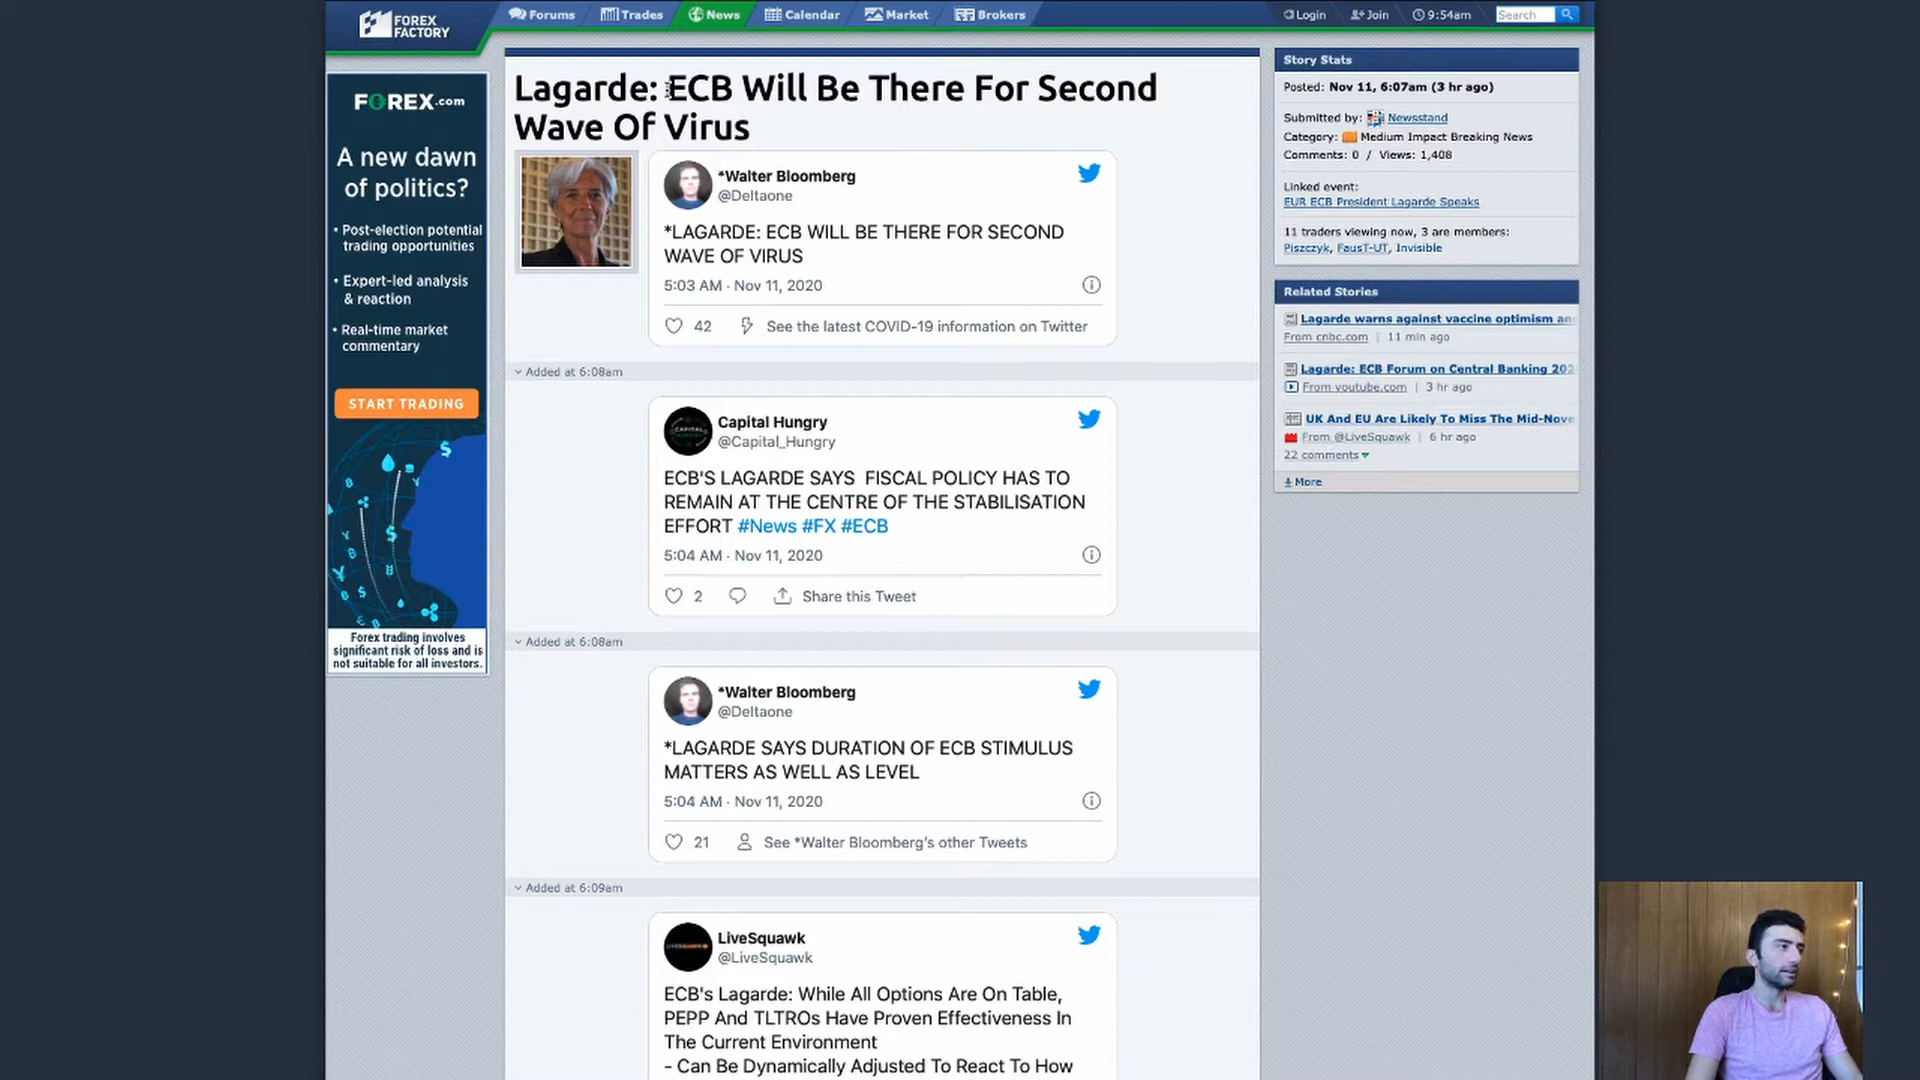 FOREX
FACTORY
Forums
Trades
News
Calendar
Market
Brokers
Login
Join
9:54am
Search
FOREX.com
A new dawn
of politics?
• Post-election potential
trading opportunities
• Expert-led analysis
& reaction
• Real-time market
commentary
START TRADING
Forex trading involves
significant risk of loss and is
not suitable for all investors.
Lagarde: ECB Will Be There For Second
Wave Of Virus
*Walter Bloomberg
@Deltaone
*LAGARDE: ECB WILL BE THERE FOR SECOND
WAVE OF VIRUS
5:03 AM · Nov 11, 2020
42 See the latest COVID-19 information on Twitter
Added at 6:08am
Capital Hungry
@Capital_Hungry
ECB'S LAGARDE SAYS FISCAL POLICY HAS TO
REMAIN AT THE CENTRE OF THE STABILISATION
EFFORT #News #FX #ECB
5:04 AM · Nov 11, 2020
2 Share this Tweet
Added at 6:08am
*Walter Bloomberg
@Deltaone
*LAGARDE SAYS DURATION OF ECB STIMULUS
MATTERS AS WELL AS LEVEL
5:04 AM · Nov 11, 2020
21 See *Walter Bloomberg's other Tweets
Added at 6:09am
LiveSquawk
@LiveSquawk
ECB's Lagarde: While All Options Are On Table,
PEPP And TLTROs Have Proven Effectiveness In
The Current Environment
- Can Be Dynamically Adjusted To React To How
Story Stats
Posted: Nov 11, 6:07am (3 hr ago)
Submitted by: Newsstand
Category: Medium Impact Breaking News
Comments: 0 / Views: 1,408
Linked event:
EUR ECB President Lagarde Speaks
11 traders viewing now, 3 are members:
Piszczyk, FausT-UT, Invisible
Related Stories
Lagarde warns against vaccine optimism an
From cnbc.com | 11 min ago
Lagarde: ECB Forum on Central Banking 202
From youtube.com | 3 hr ago
UK And EU Are Likely To Miss The Mid-Nove
From @LiveSquawk | 6 hr ago
22 comments
More